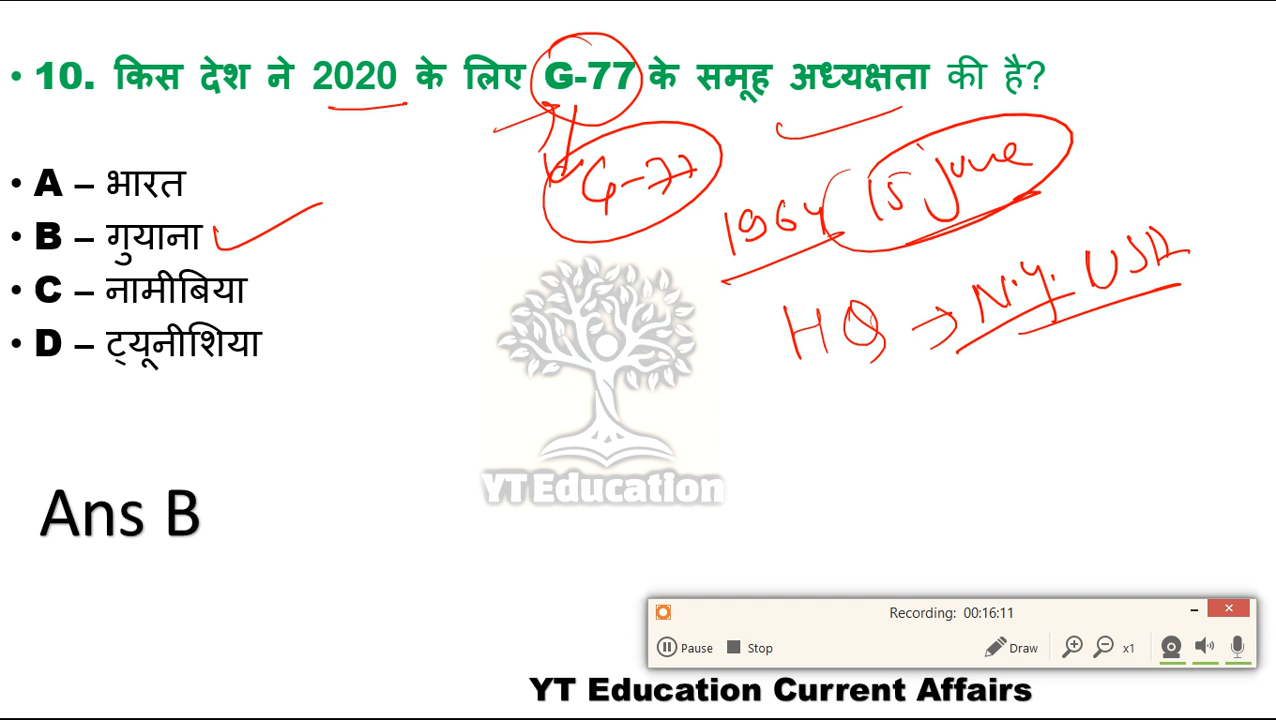 • 10. किस देश ने 2020 के लिए G-77 के समूह अध्यक्षता की है?
G-77
1964 15 june
• A – भारत
• B – गुयाना
HQ → N.Y. USA
• C – नामीबिया
• D – ट्यूनीशिया
YT Education
Ans B
Recording: 00:16:11
Pause Stop Draw x1
YT Education Current Affairs